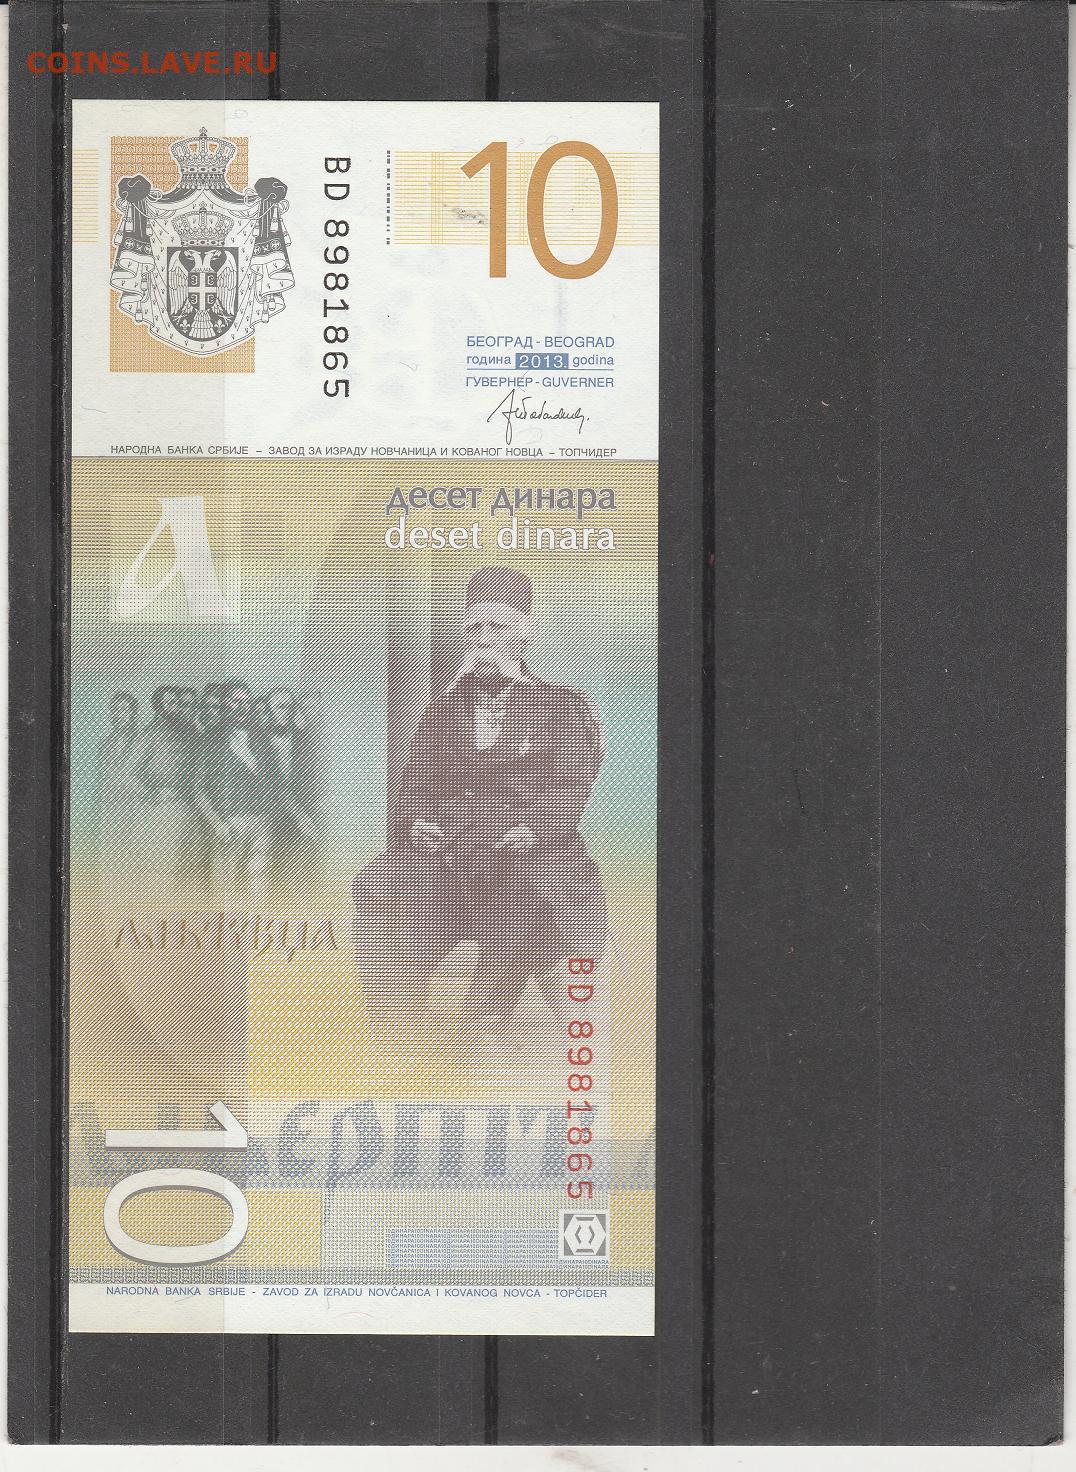 COINS.LAVE.RU
BD 8981865
10
БЕОГРАД - BEOGRAD
година 2013. godina
ГУВЕРНЕР - GUVERNER
НАРОДНА БАНКА СРБИЈЕ – ЗАВОД ЗА ИЗРАДУ НОВЧАНИЦА И КОВАНОГ НОВЦА – ТОПЧИДЕР
десет динара
deset dinara
BD 8981865
10
NARODNA BANKA SRBIJE - ZAVOD ZA IZRADU NOVČANICA I KOVANOG NOVCA - TOPČIDER